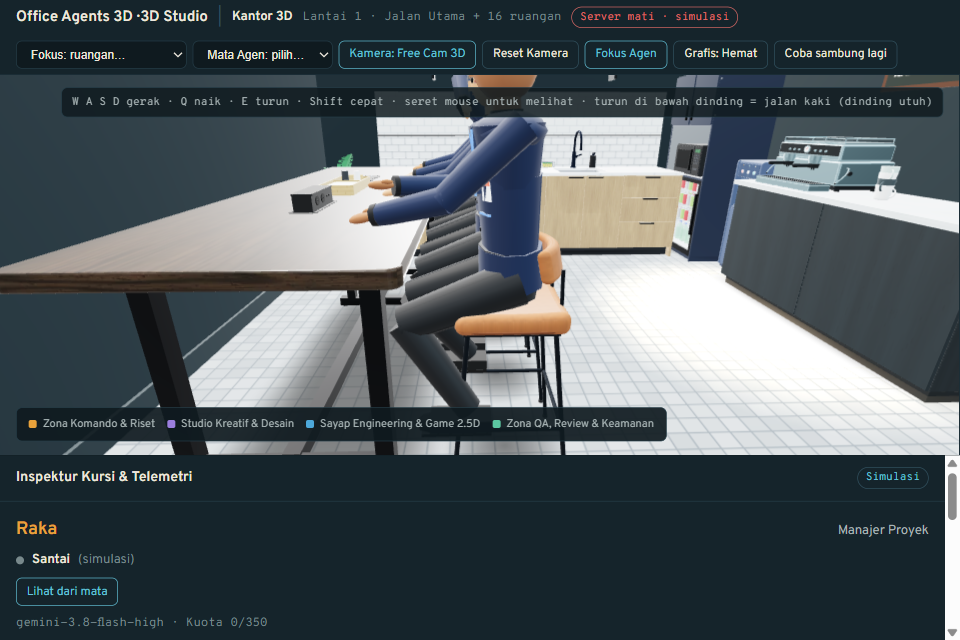 Office Agents 3D ·3D Studio
Kantor 3D
Lantai 1 · Jalan Utama + 16 ruangan
Server mati · simulasi
Fokus: ruangan...
Mata Agen: pilih...
Kamera: Free Cam 3D
Reset Kamera
Fokus Agen
Grafis: Hemat
Coba sambung lagi
W A S D gerak · Q naik · E turun · Shift cepat · seret mouse untuk melihat · turun di bawah dinding = jalan kaki (dinding utuh)
Zona Komando & Riset
Studio Kreatif & Desain
Sayap Engineering & Game 2.5D
Zona QA, Review & Keamanan
Inspektur Kursi & Telemetri
Simulasi
Raka
Manajer Proyek
Santai (simulasi)
Lihat dari mata
gemini-3.8-flash-high · Kuota 0/350